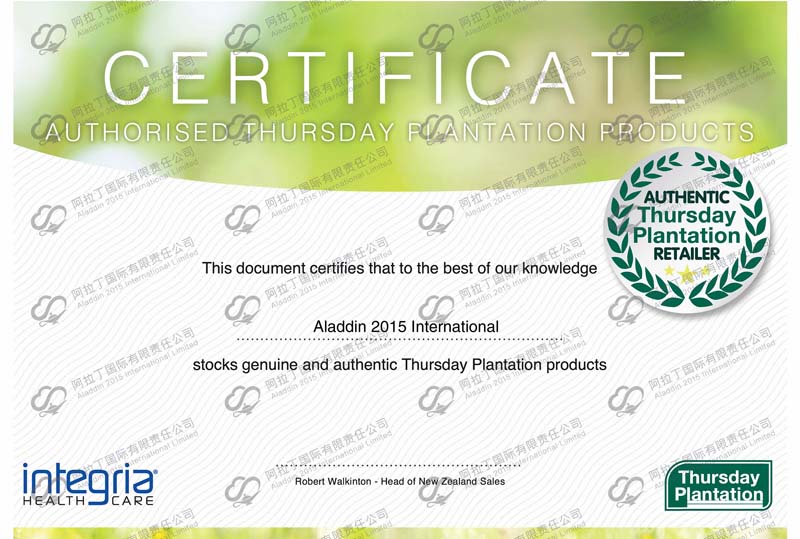 CERTIFICATE
AUTHORISED THURSDAY PLANTATION PRODUCTS
AUTHENTIC
Thursday
Plantation
RETAILER
This document certifies that to the best of our knowledge
Aladdin 2015 International
stocks genuine and authentic Thursday Plantation products
Robert Walkinton - Head of New Zealand Sales
integria
HEALTHCARE
Thursday
Plantation
阿拉丁国际有限责任公司
Aladdin 2015 International Limited